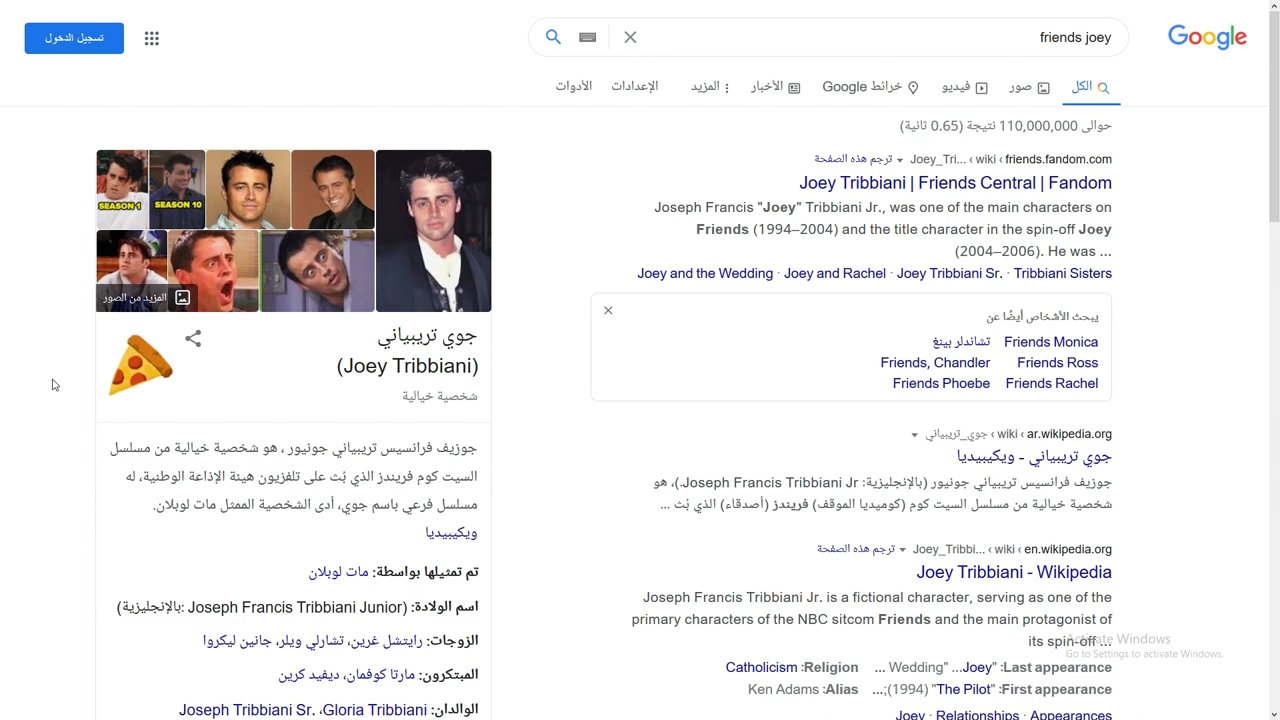 Google
friends joey
تسجيل الدخول
الكل
صور
فيديو
خرائط Google
الأخبار
المزيد
الإعدادات
الأدوات
حوالى 110,000,000 نتيجة (0.65 ثانية)
friends.fandom.com › wiki › Joey_Tri... ترجم هذه الصفحة
Joey Tribbiani | Friends Central | Fandom
Joseph Francis "Joey" Tribbiani Jr., was one of the main characters on
Friends (1994–2004) and the title character in the spin-off Joey
(2004–2006). He was ...
Joey and the Wedding · Joey and Rachel · Joey Tribbiani Sr. · Tribbiani Sisters
يبحث الأشخاص أيضًا عن
Friends Monica تشاندلر بينغ
Friends Ross Friends, Chandler
Friends Rachel Friends Phoebe
ar.wikipedia.org › wiki › جوي_تريبياني
جوي تريبياني - ويكيبيديا
جوزيف فرانسيس تريبياني جونيور (بالإنجليزية: Joseph Francis Tribbiani Jr.)، هو
شخصية خيالية من مسلسل السيت كوم (كوميديا الموقف) فريندز (أصدقاء) الذي بُث ...
en.wikipedia.org › wiki › Joey_Tribbi... ترجم هذه الصفحة
Joey Tribbiani - Wikipedia
Joseph Francis Tribbiani Jr. is a fictional character, serving as one of the
primary characters of the NBC sitcom Friends and the main protagonist of
its spin-off ...
Last appearance: "Joey"... "Wedding ... Religion: Catholicism
First appearance: "The Pilot" (1994);... Alias: Ken Adams
Joey · Relationships · Appearances
SEASON 1
SEASON 10
المزيد من الصور
جوي تريبياني
(Joey Tribbiani)
شخصية خيالية
جوزيف فرانسيس تريبياني جونيور ، هو شخصية خيالية من مسلسل
السيت كوم فريندز الذي بُث على تلفزيون هيئة الإذاعة الوطنية، له
مسلسل فرعي باسم جوي، أدى الشخصية الممثل مات لوبلان.
ويكيبيديا
تم تمثيلها بواسطة: مات لوبلان
اسم الولادة: (بالإنجليزية: Joseph Francis Tribbiani Junior)
الزوجات: رايتشل غرين، تشارلي ويلر، جانين ليكروا
المبتكرون: مارتا كوفمان، ديفيد كرين
الوالدان: Joseph Tribbiani Sr. ،Gloria Tribbiani
Activate Windows
Go to Settings to activate Windows.